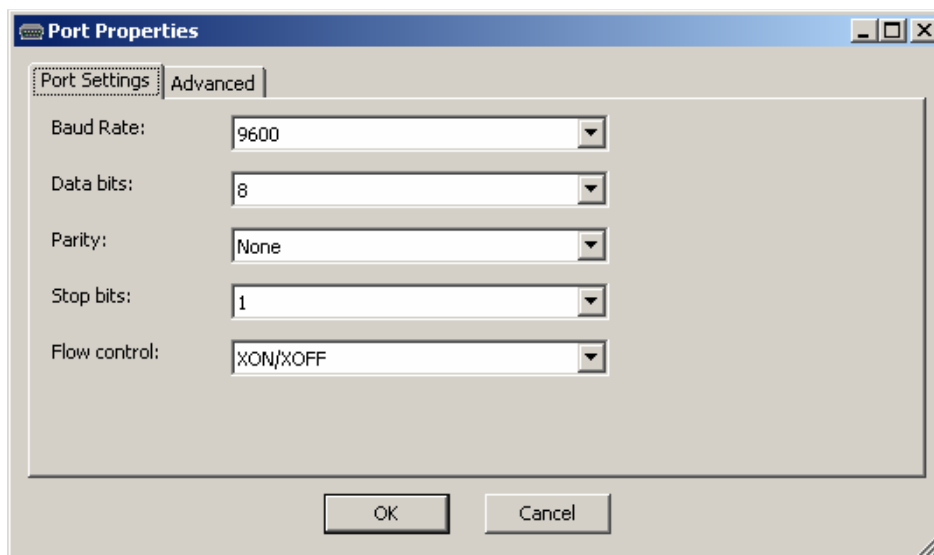 Port Properties
Port Settings Advanced
Baud Rate: 9600
Data bits: 8
Parity: None
Stop bits: 1
Flow control: XON/XOFF
OK Cancel